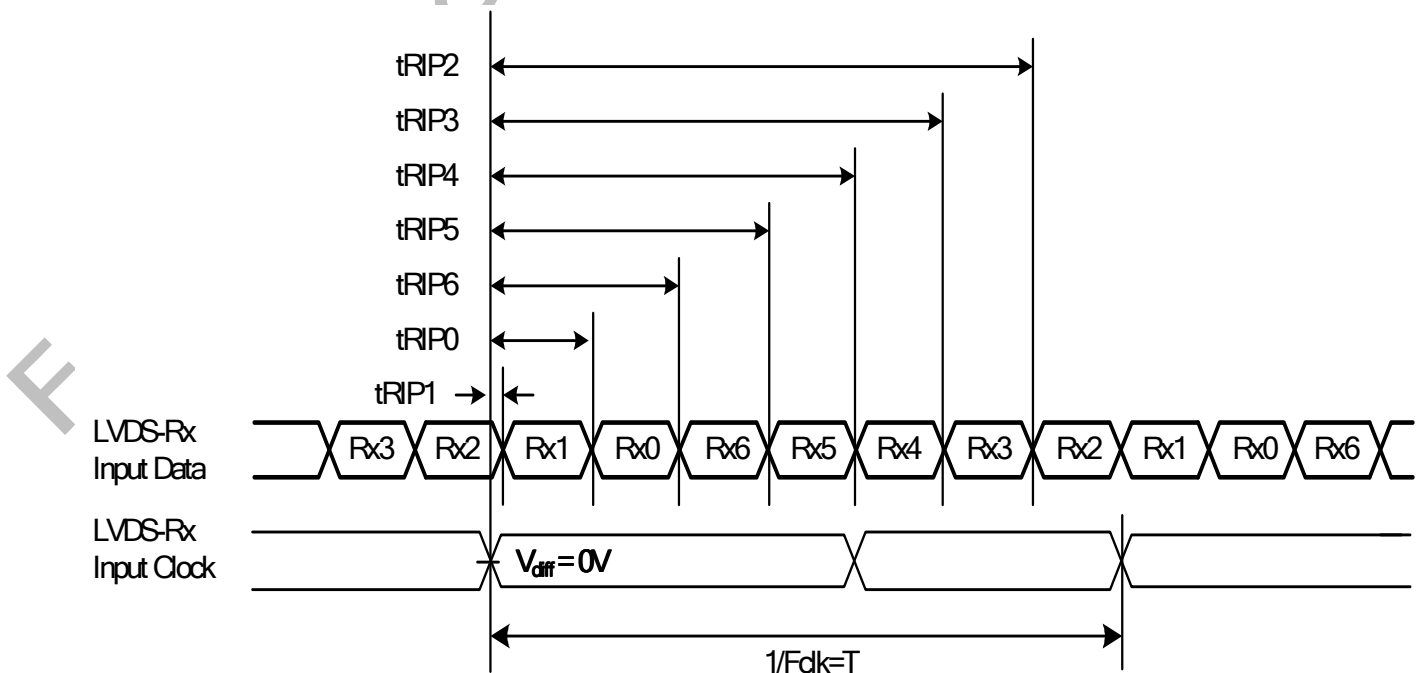 tRIP2
tRIP3
tRIP4
tRIP5
tRIP6
tRIP0
tRIP1
F
LVDS-Rx
Input Data
Rx3 Rx2 Rx1 Rx0 Rx6 Rx5 Rx4 Rx3 Rx2 Rx1 Rx0 Rx6
LVDS-Rx
Input Clock
Vdiff = 0V
1/Fclk=T